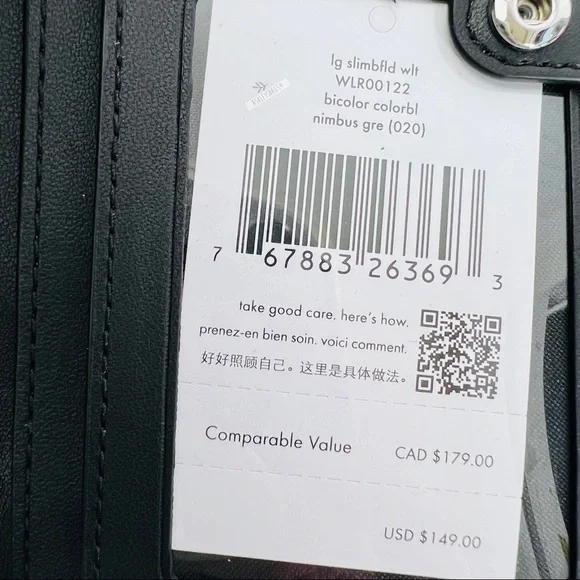 lg slimbfld wlt
WLR00122
bicolor colorbl
nimbus gre (020)
7 67883 26369 3
take good care. here's how.
prenez-en bien soin. voici comment.
好好照顾自己。这里是具体做法。
Comparable Value CAD $179.00
USD $149.00